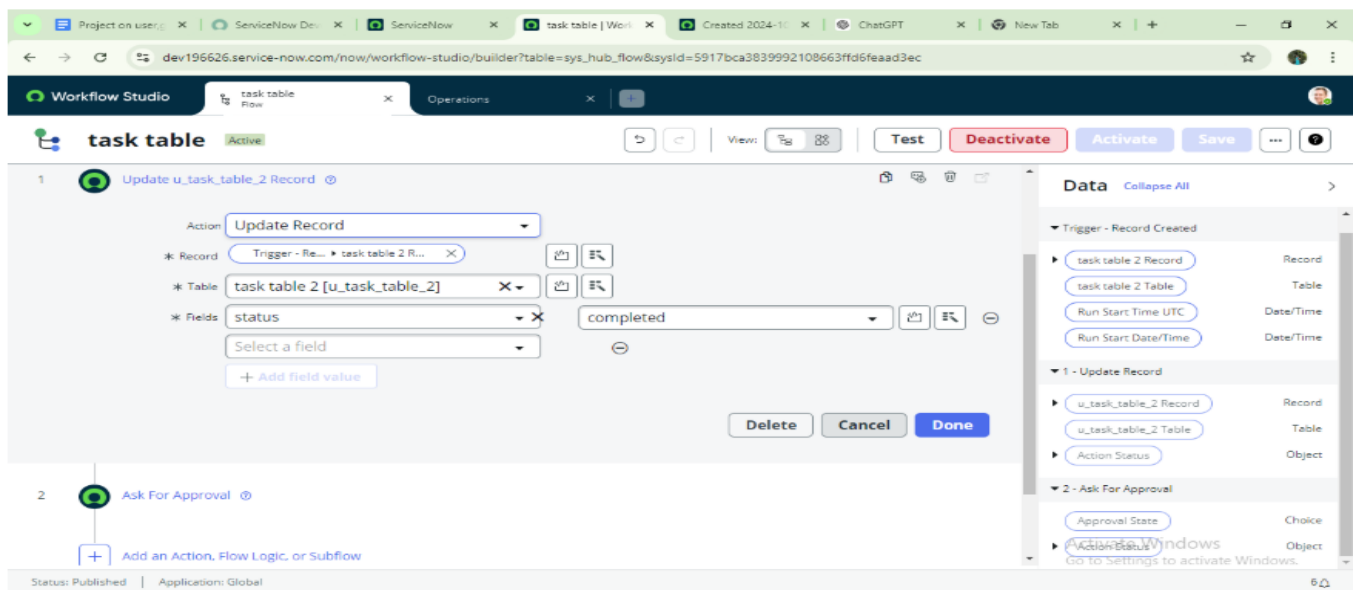 Project on user,g
ServiceNow Dev
ServiceNow
task table | Work
Created 2024-10
ChatGPT
New Tab
dev196626.service-now.com/now/workflow-studio/builder?table=sys_hub_flow&sysId=5917bca3839992108663ffd6feaad3ec
Workflow Studio
task table
Flow
Operations
task table
Active
View:
Test
Deactivate
Activate
Save
1
Update u_task_table_2 Record
Action
Update Record
* Record
Trigger - Re... ▸ task table 2 R...
* Table
task table 2 [u_task_table_2]
* Fields
status
completed
Select a field
+ Add field value
Delete
Cancel
Done
2
Ask For Approval
Add an Action, Flow Logic, or Subflow
Data
Collapse All
Trigger - Record Created
task table 2 Record
Record
task table 2 Table
Table
Run Start Time UTC
Date/Time
Run Start Date/Time
Date/Time
1 - Update Record
u_task_table_2 Record
Record
u_task_table_2 Table
Table
Action Status
Object
2 - Ask For Approval
Approval State
Choice
Action Status
Object
Activate Windows
Go to Settings to activate Windows.
Status: Published | Application: Global
6